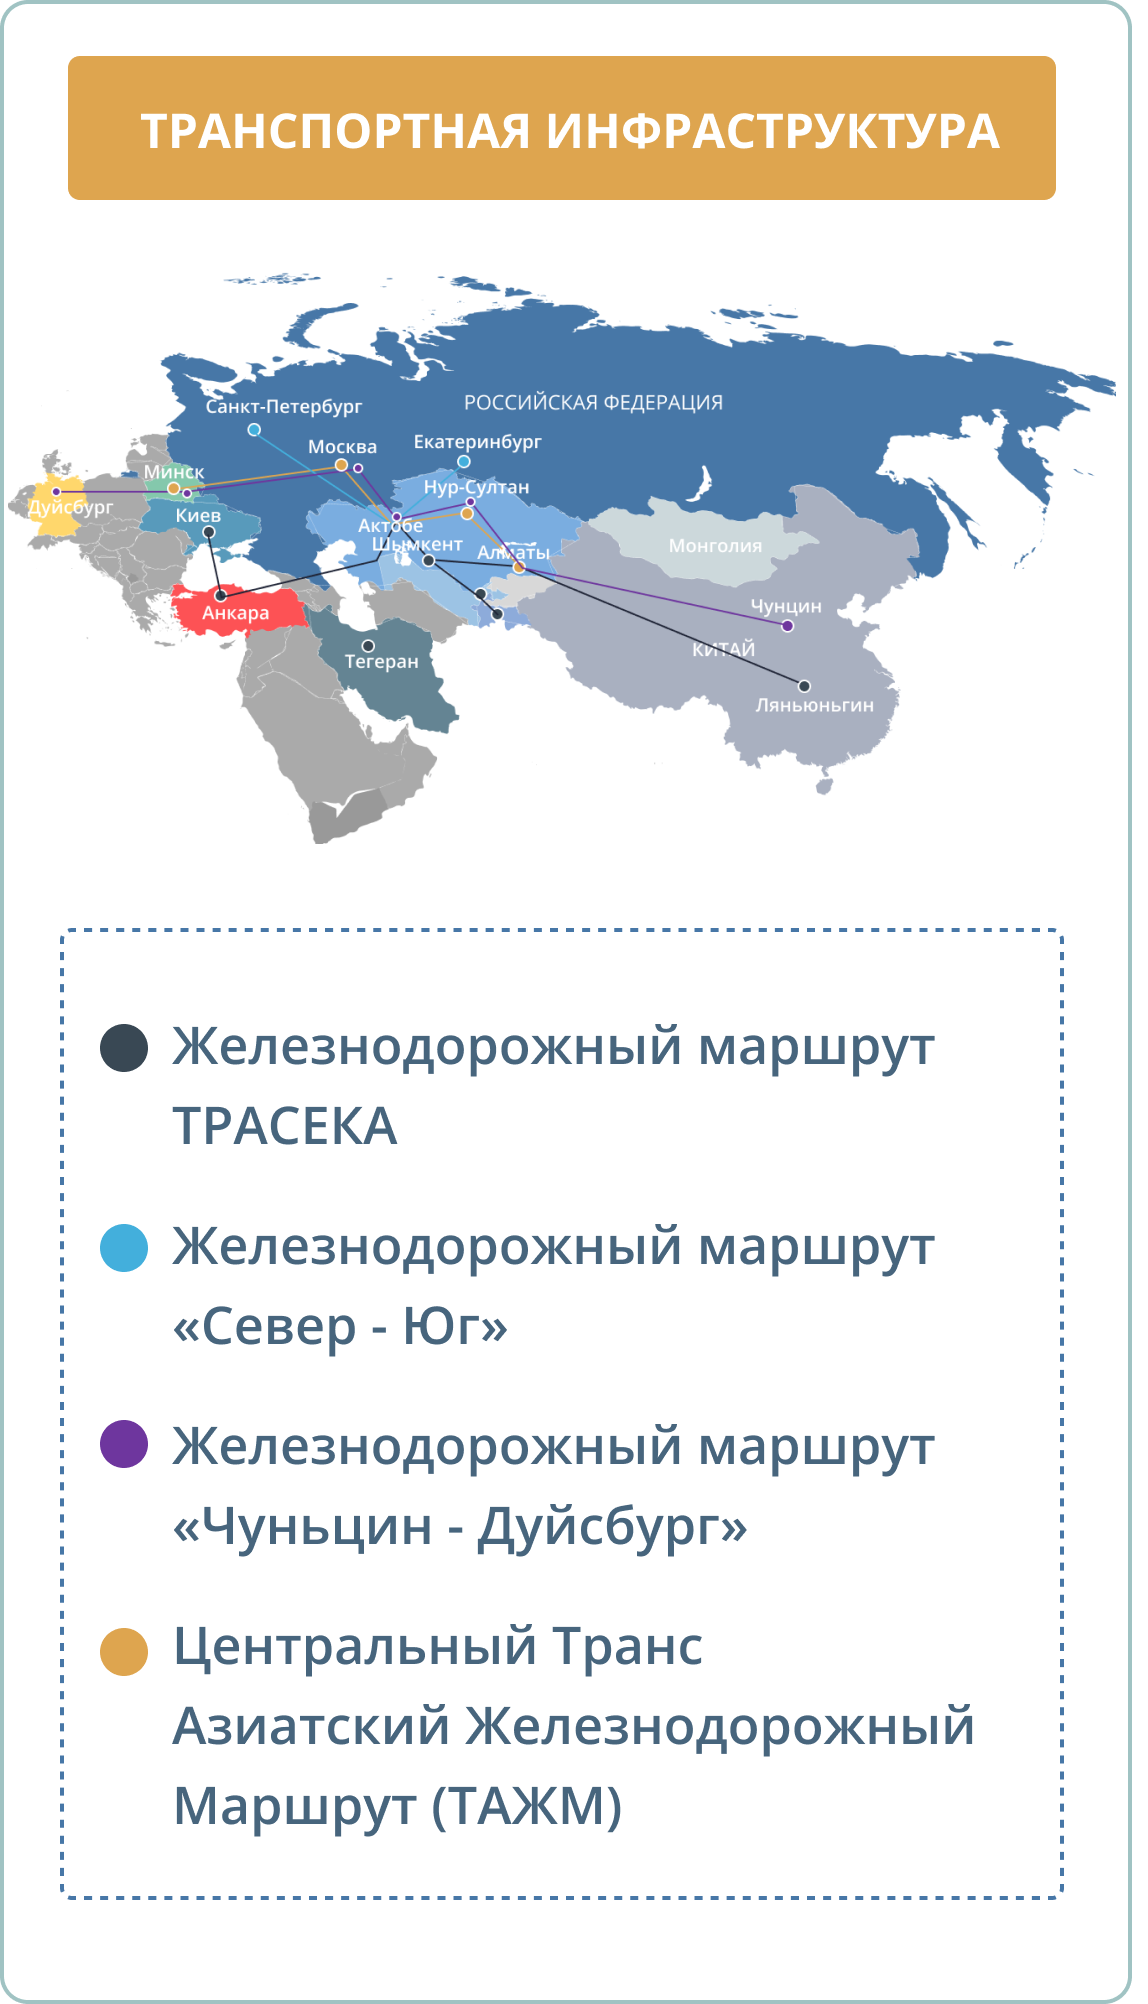 ТРАНСПОРТНАЯ ИНФРАСТРУКТУРА
РОССИЙСКАЯ ФЕДЕРАЦИЯ
Санкт-Петербург
Екатеринбург
Москва
Минск
Нур-Султан
Дуйсбург
Киев
Актобе
Шымкент
Алматы
Монголия
Анкара
Чунцин
Тегеран
КИТАЙ
Ляньюньгин
Железнодорожный маршрут
ТРАСЕКА
Железнодорожный маршрут
«Север - Юг»
Железнодорожный маршрут
«Чуньцин - Дуйсбург»
Центральный Транс
Азиатский Железнодорожный
Маршрут (ТАЖМ)